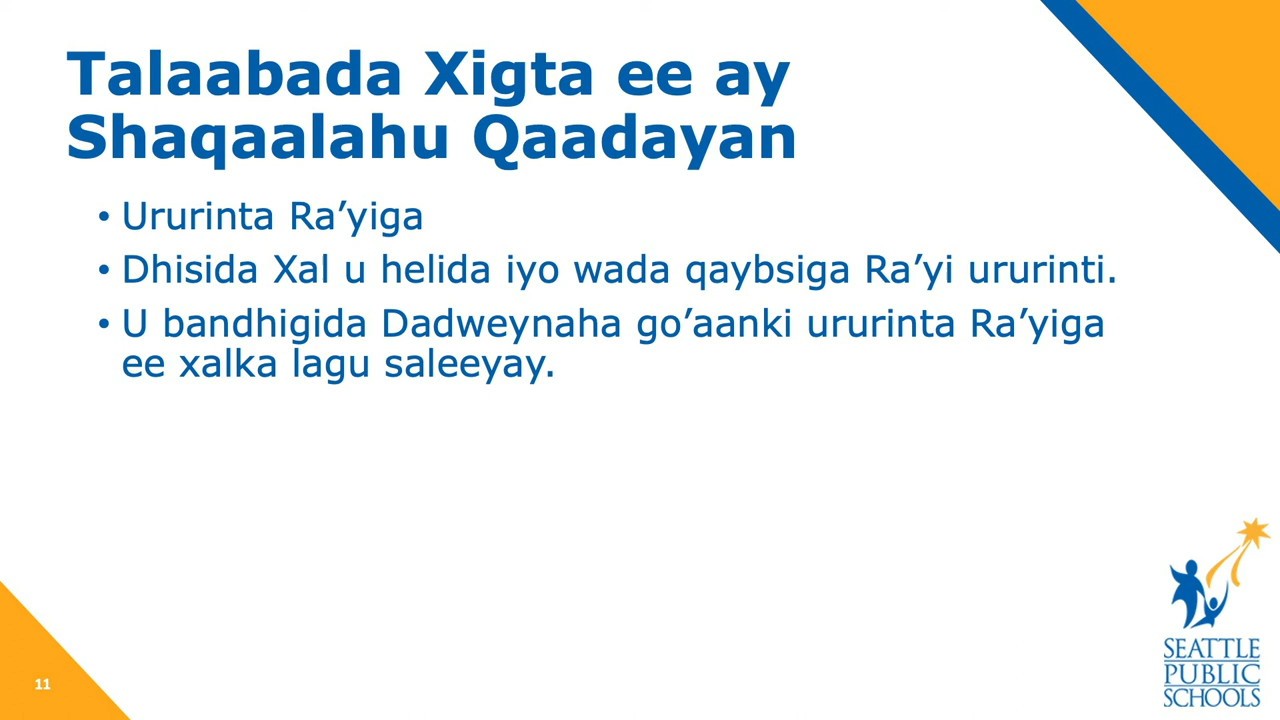 Talaabada Xigta ee ay
Shaqaalahu Qaadayan
• Ururinta Ra’yiga
• Dhisida Xal u helida iyo wada qaybsiga Ra’yi ururinti.
• U bandhigida Dadweynaha go’aanki ururinta Ra’yiga
ee xalka lagu saleeyay.
SEATTLE
PUBLIC
SCHOOLS
11